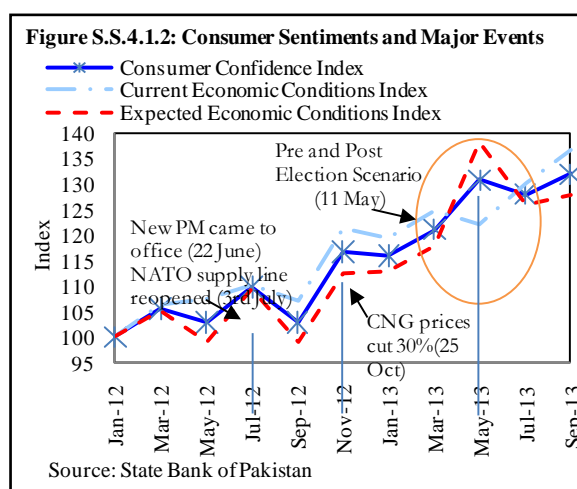 Figure S.S.4.1.2: Consumer Sentiments and Major Events
Consumer Confidence Index
Current Economic Conditions Index
Expected Economic Conditions Index
140
135
130
125
120
115
110
105
100
95
Index
Pre and Post
Election Scenario
(11 May)
New PM came to
office (22 June)
NATO supply line
reopened (3rd July)
CNG prices
cut 30%(25
Oct)
Jan-12
Mar-12
May-12
Jul-12
Sep-12
Nov-12
Jan-13
Mar-13
May-13
Jul-13
Sep-13
Source: State Bank of Pakistan